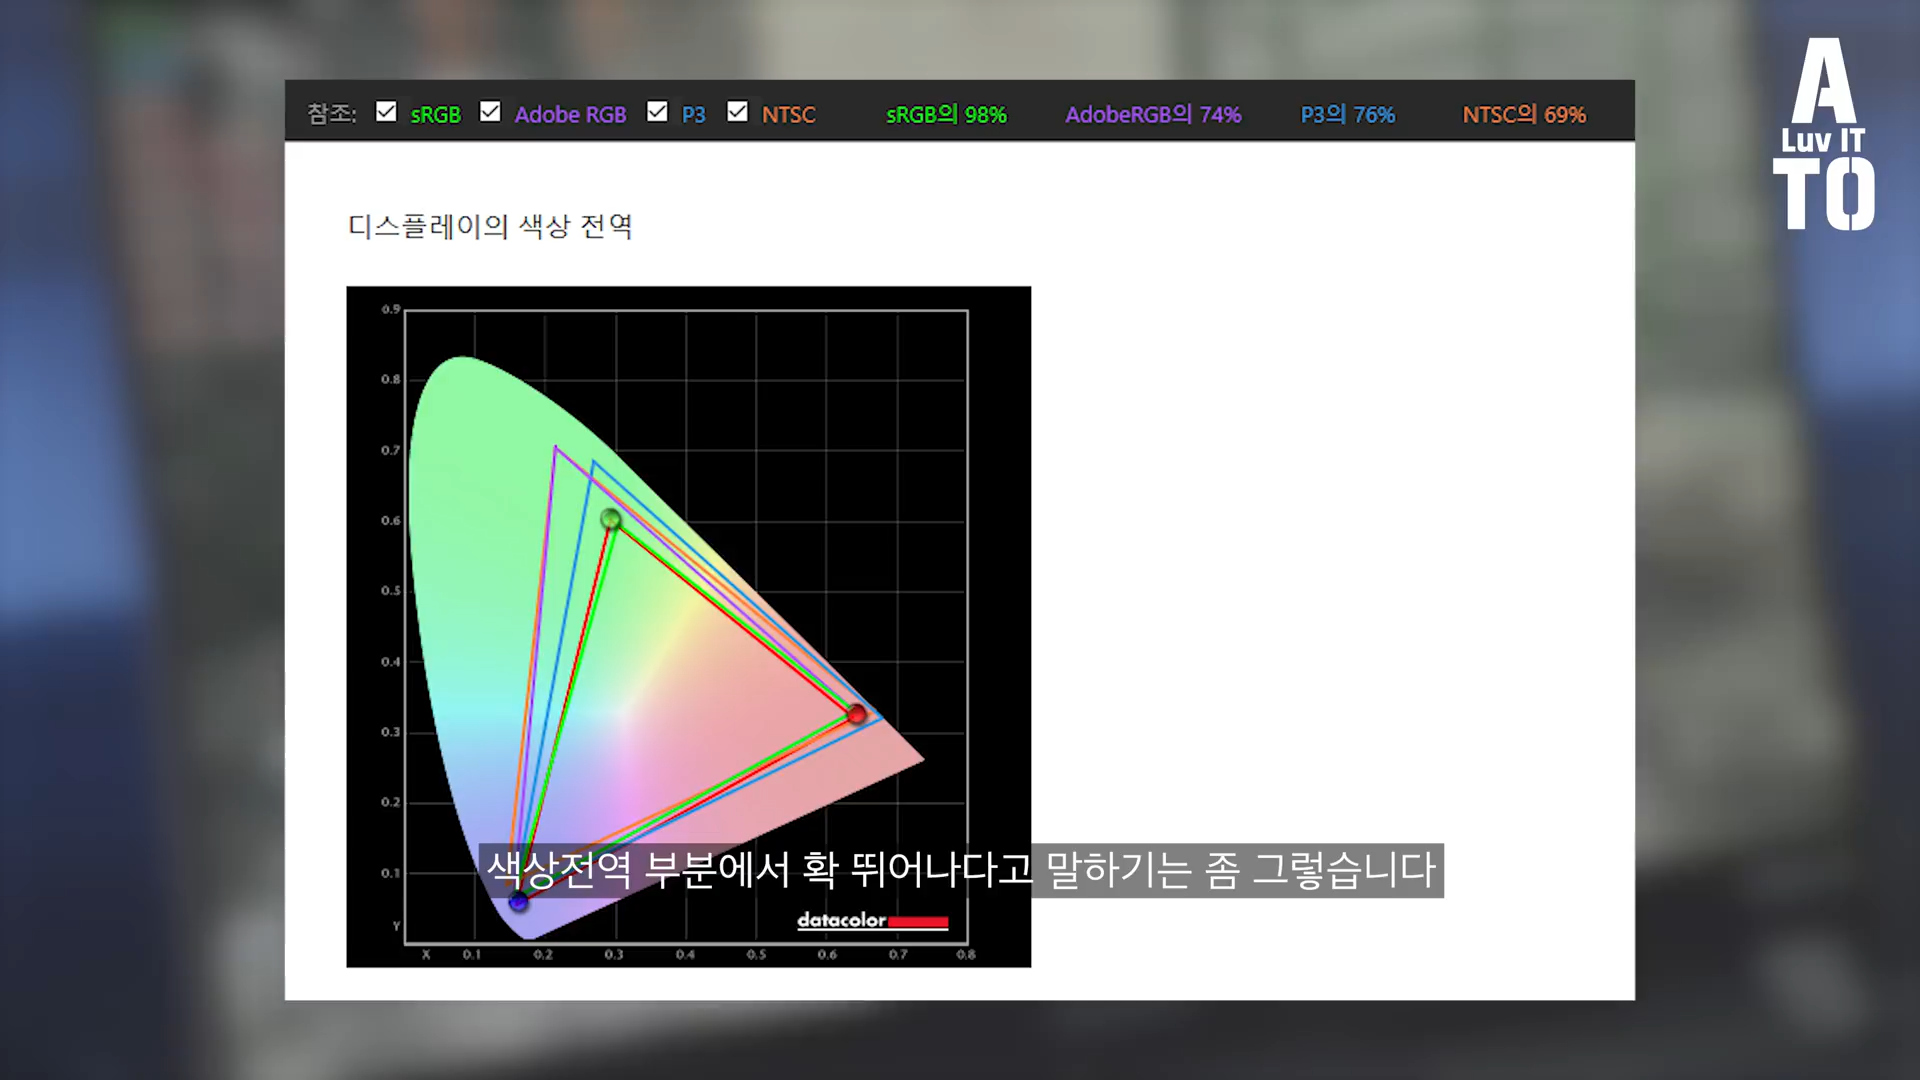 참조: sRGB Adobe RGB P3 NTSC sRGB의 98% AdobeRGB의 74% P3의 76% NTSC의 69%
A
Luv IT
TO
디스플레이의 색상 전역
0.9
0.8
0.7
0.6
0.5
0.4
0.3
0.2
0.1
Y
X 0.1 0.2 0.3 0.4 0.5 0.6 0.7 0.8
색상전역 부분에서 확 뛰어나다고 말하기는 좀 그렇습니다
datacolor